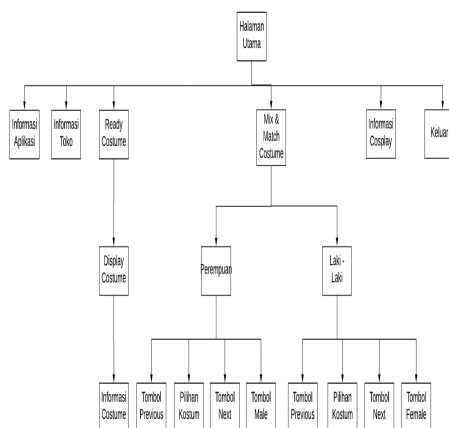 Halaman
Utama
Informasi
Aplikasi
Informasi
Toko
Ready
Costume
Mix &
Match
Costume
Informasi
Cosplay
Keluar
Display
Costume
Perempuan
Laki -
Laki
Informasi
Costume
Tombol
Previous
Pilihan
Kostum
Tombol
Next
Tombol
Male
Tombol
Previous
Pilihan
Kostum
Tombol
Next
Tombol
Female